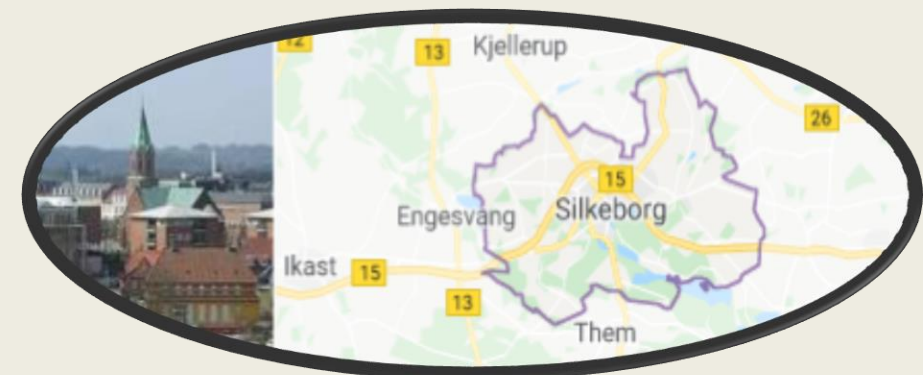 12
13
Kjellerup
26
15
Silkeborg
Engesvang
Ikast
15
13
Them